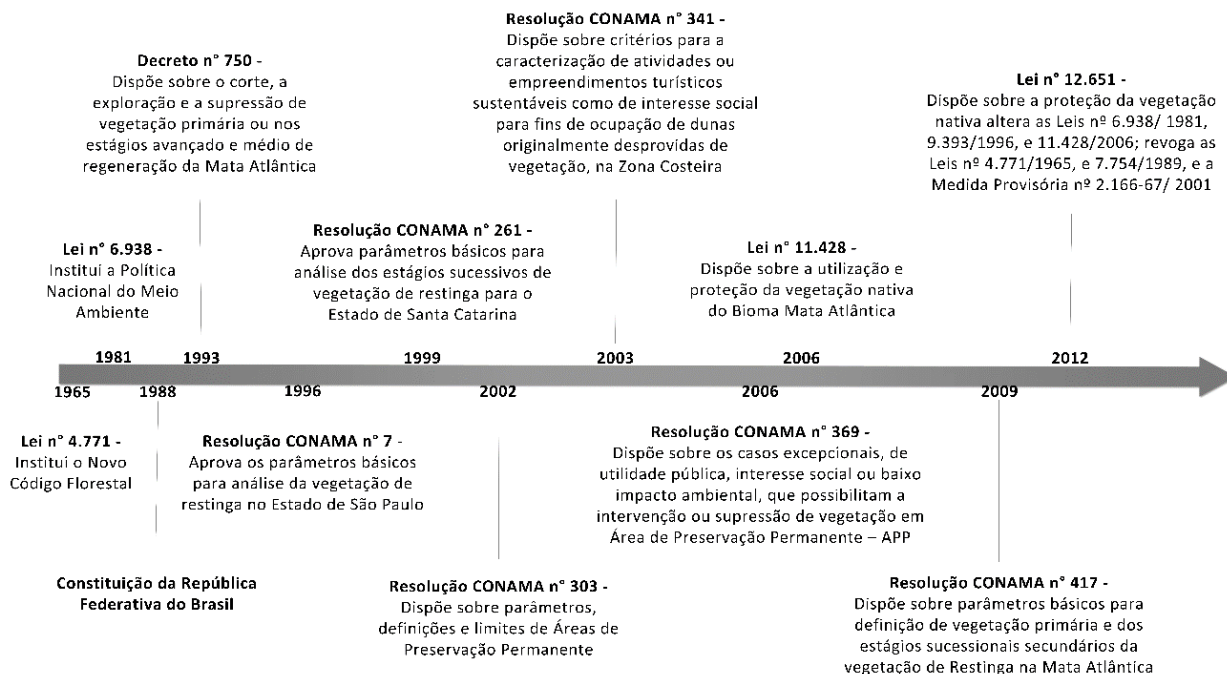 Resolução CONAMA n° 341 -
Dispõe sobre critérios para a
caracterização de atividades ou
empreendimentos turísticos
sustentáveis como de interesse social
para fins de ocupação de dunas
originalmente desprovidas de
vegetação, na Zona Costeira
Decreto n° 750 -
Dispõe sobre o corte, a
exploração e a supressão de
vegetação primária ou nos
estágios avançado e médio de
regeneração da Mata Atlântica
Lei n° 12.651 -
Dispõe sobre a proteção da vegetação
nativa altera as Leis nº 6.938/ 1981,
9.393/1996, e 11.428/2006; revoga as
Leis nº 4.771/1965, e 7.754/1989, e a
Medida Provisória nº 2.166-67/ 2001
Lei n° 6.938 -
Institui a Política
Nacional do Meio
Ambiente
Resolução CONAMA n° 261 -
Aprova parâmetros básicos para
análise dos estágios sucessivos de
vegetação de restinga para o
Estado de Santa Catarina
Lei n° 11.428 -
Dispõe sobre a utilização e
proteção da vegetação nativa
do Bioma Mata Atlântica
1981 1993 1999 2003 2006 2012
1965 1988 1996 2002 2006 2009
Lei n° 4.771 -
Institui o Novo
Código Florestal
Resolução CONAMA n° 7 -
Aprova os parâmetros básicos
para análise da vegetação de
restinga no Estado de São Paulo
Resolução CONAMA n° 369 -
Dispõe sobre os casos excepcionais, de
utilidade pública, interesse social ou baixo
impacto ambiental, que possibilitam a
intervenção ou supressão de vegetação em
Área de Preservação Permanente – APP
Constituição da República
Federativa do Brasil
Resolução CONAMA n° 303 -
Dispõe sobre parâmetros,
definições e limites de Áreas de
Preservação Permanente
Resolução CONAMA n° 417 -
Dispõe sobre parâmetros básicos para
definição de vegetação primária e dos
estágios sucessionais secundários da
vegetação de Restinga na Mata Atlântica